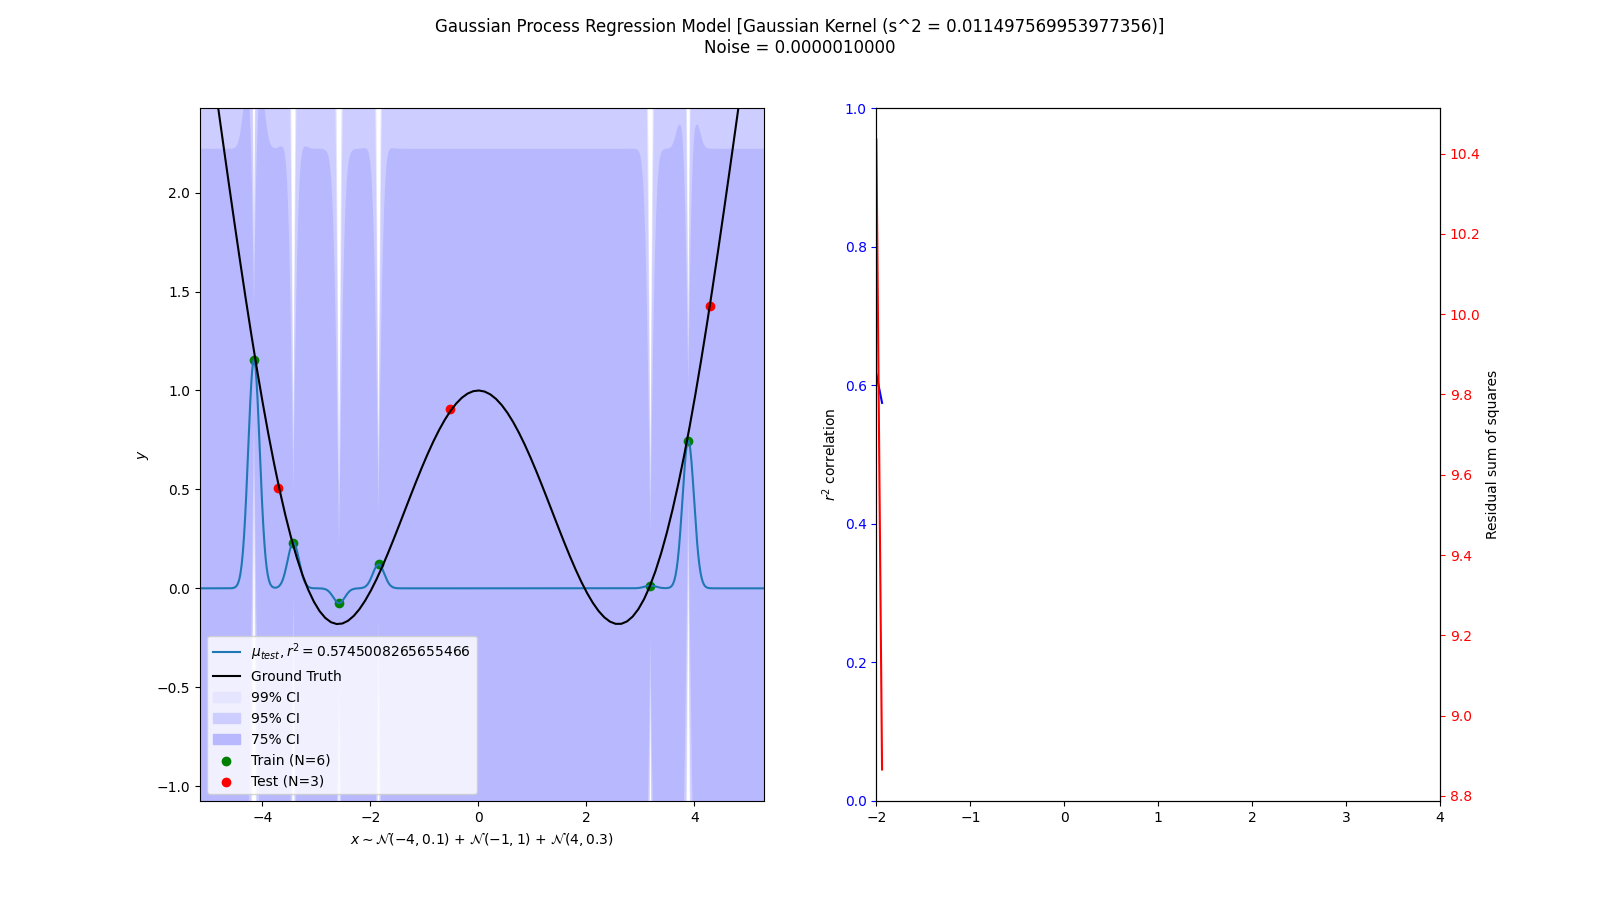 Gaussian Process Regression Model [Gaussian Kernel (s^2 = 0.011497569953977356)]
Noise = 0.0000010000
2.0
1.5
1.0
0.5
0.0
−0.5
−1.0
y
−4
−2
0
2
4
x ∼ 𝒩(−4, 0.1) + 𝒩(−1, 1) + 𝒩(4, 0.3)
μ_test, r² = 0.5745008265655466
Ground Truth
99% CI
95% CI
75% CI
Train (N=6)
Test (N=3)
1.0
0.8
0.6
0.4
0.2
0.0
r² correlation
−2
−1
0
1
2
3
4
10.4
10.2
10.0
9.8
9.6
9.4
9.2
9.0
8.8
Residual sum of squares